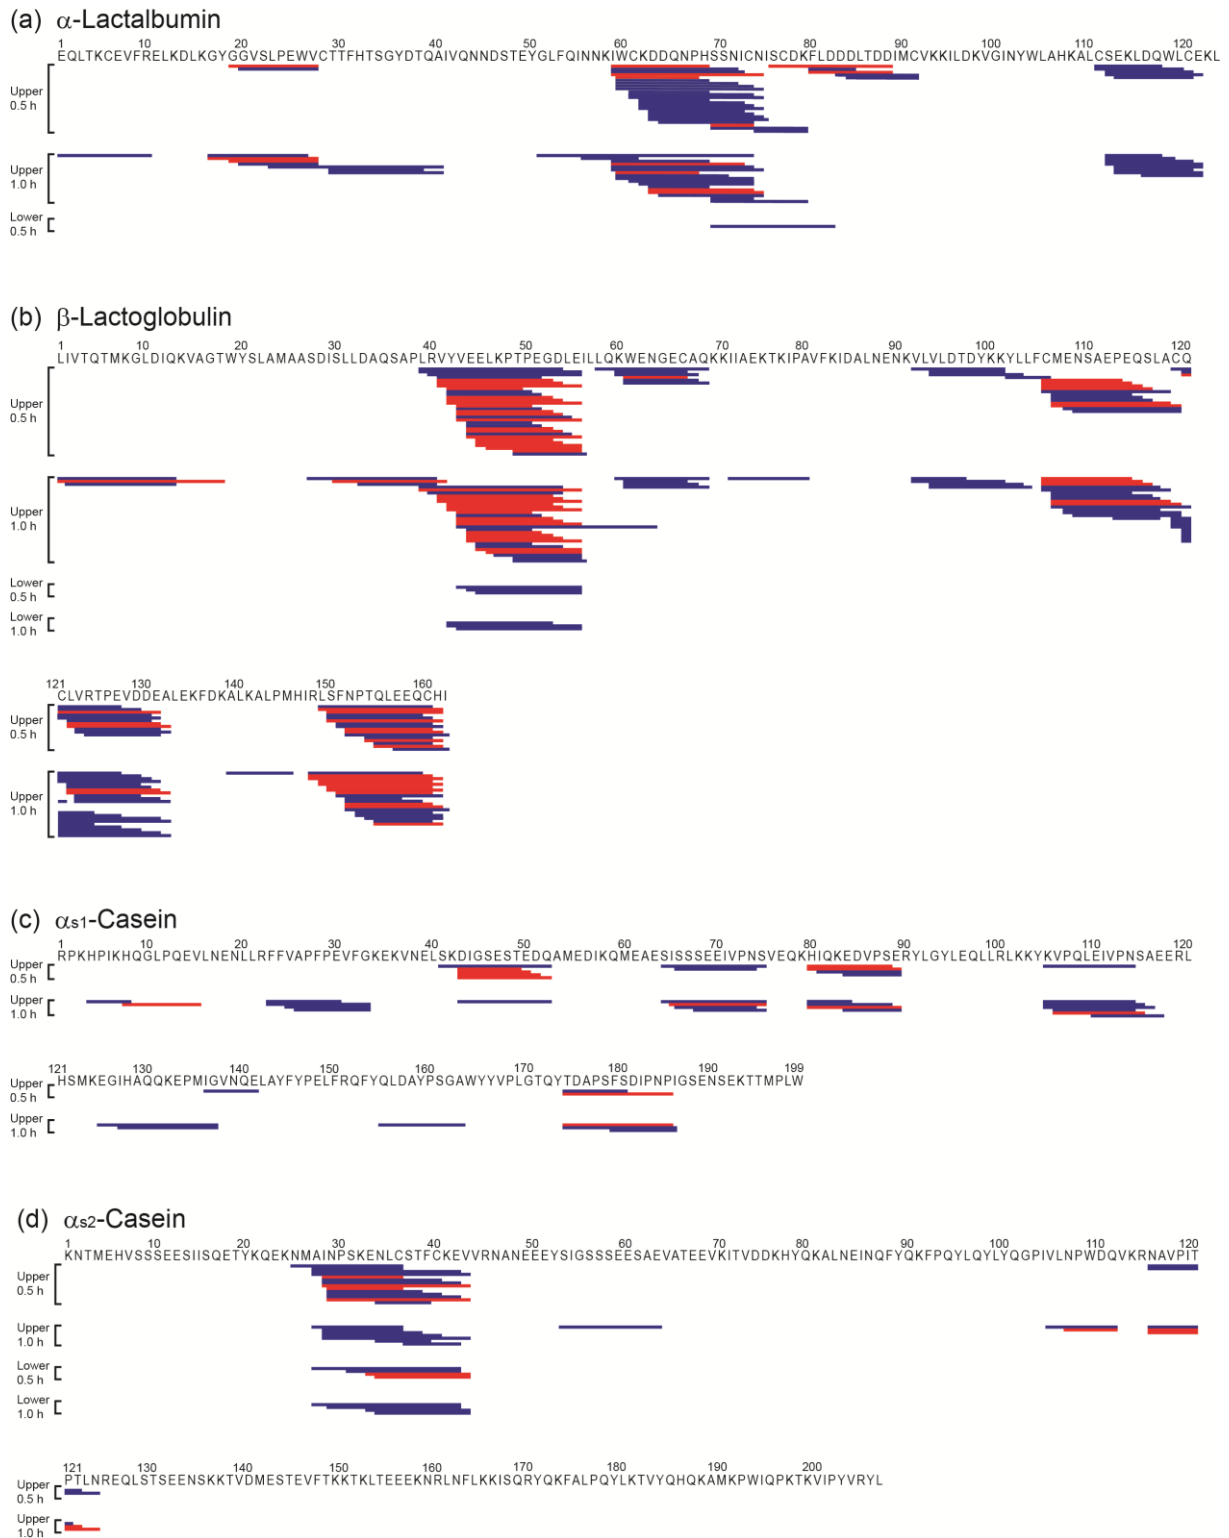 (a) α-Lactalbumin
1 10 20 30 40 50 60 70 80 90 100 110 120
EQLTKCEVFRELKDLKGYGGVSLPEWVCTTFHTSGYDTQAIVQNNDSTEYGLFQINNKIWCKDDQNPHSSNICNISCDKFLDDDLTDDIMCVKKILDKVGINYWLAHKALCSEKLDQWLCEKL
Upper
0.5 h
Upper
1.0 h
Lower
0.5 h
(b) β-Lactoglobulin
1 10 20 30 40 50 60 70 80 90 100 110 120
LIVTQTMKGLDIQKVAGTWYSLAMAASDISLLDAQSAPLRVYVEELKPTPEGDLEILLQKWENGECAQKKIIAEKTKIPAVFKIDALNENKVLVLDTDYKKYLLFCMENSAEPEQSLACQ
Upper
0.5 h
Upper
1.0 h
Lower
0.5 h
Lower
1.0 h
121 130 140 150 160
CLVRTPEVDDEALEKFDKALKALPMHIRLSFNPTQLEEQCHI
Upper
0.5 h
Upper
1.0 h
(c) αs1-Casein
1 10 20 30 40 50 60 70 80 90 100 110 120
RPKHPIKHQGLPQEVLNENLLRFFVAPFPEVFGKEKVNELSKDIGSESTEDQAMEDIKQMEAESISSSEEIVPNSVEQKHIQKEDVPSERYLGYLEQLLRLKKYKVPQLEIVPNSAEERL
Upper
0.5 h
Upper
1.0 h
121 130 140 150 160 170 180 190 199
HSMKEGIHAQQKEPMIGVNQELAYFYPELFRQFYQLDAYPSGAWYYVPLGTQYTDAPSFSDIPNPIGSENSEKTTMPLW
Upper
0.5 h
Upper
1.0 h
(d) αs2-Casein
1 10 20 30 40 50 60 70 80 90 100 110 120
KNTMEHVSSSEESIISQETYKQEKNMAINPSKENLCSTFCKEVVRNANEEEYSIGSSSEESAEVATEEVKITVDDKHYQKALNEINQFYQKFPQYLQYLYQGPIVLNPWDQVKRNAVPIT
Upper
0.5 h
Upper
1.0 h
Lower
0.5 h
Lower
1.0 h
121 130 140 150 160 170 180 190 200
PTLNREQLSTSEENSKKTVDMESTEVFTKKTKLTEEEKNRLNFLKKISQRYQKFALPQYLKTVYQHQKAMKPWIQPKTKVIPYVRYL
Upper
0.5 h
Upper
1.0 h